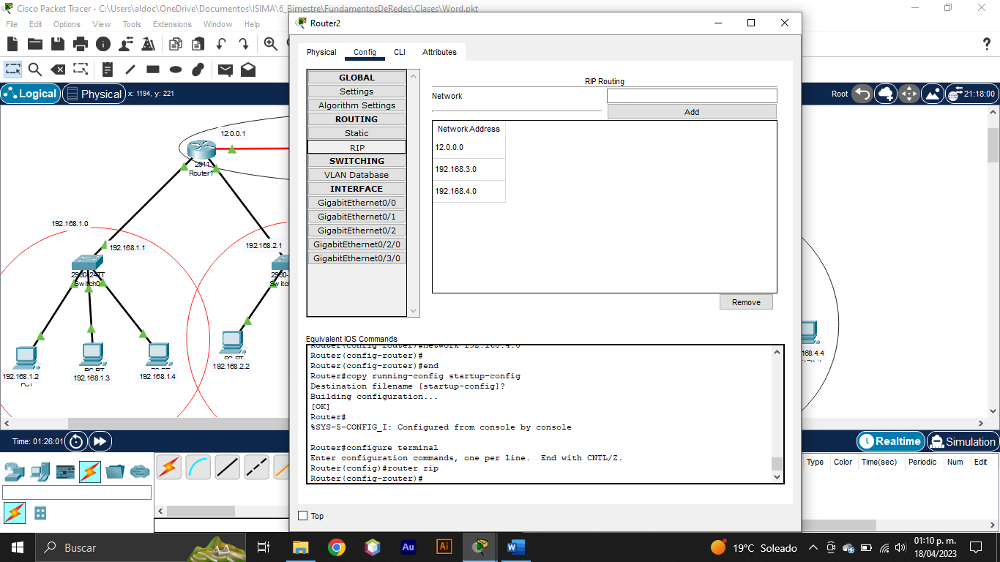 Cisco Packet Tracer - C:\Users\aldoc\OneDrive\Documentos\ISIMA\6_Bimestre\FundamentosDeRedes\Clases\Word.pkt
File Edit Options View Tools Extensions Window Help
Logical
Physical
x: 1194, y: 221
Root
21:18:00
12.0.0.1
2911
Router1
192.168.1.0
192.168.1.1
192.168.2.1
2960-24TT
Switch0
192.168.1.2
192.168.1.3
192.168.1.4
192.168.2.2
Router2
Physical Config CLI Attributes
GLOBAL
Settings
Algorithm Settings
ROUTING
Static
RIP
SWITCHING
VLAN Database
INTERFACE
GigabitEthernet0/0
GigabitEthernet0/1
GigabitEthernet0/2
GigabitEthernet0/2/0
GigabitEthernet0/3/0
RIP Routing
Network
Add
Network Address
12.0.0.0
192.168.3.0
192.168.4.0
Remove
Equivalent IOS Commands
Router(config-router)#network 192.168.4.0
Router(config-router)#
Router(config-router)#end
Router#copy running-config startup-config
Destination filename [startup-config]?
Building configuration...
[OK]
Router#
%SYS-5-CONFIG_I: Configured from console by console
Router#configure terminal
Enter configuration commands, one per line. End with CNTL/Z.
Router(config)#router rip
Router(config-router)#
Top
Time: 01:26:01
Realtime
Simulation
Type Color Time(sec) Periodic Num Edit
Buscar
Au
Ai
19°C Soleado
01:10 p. m.
18/04/2023